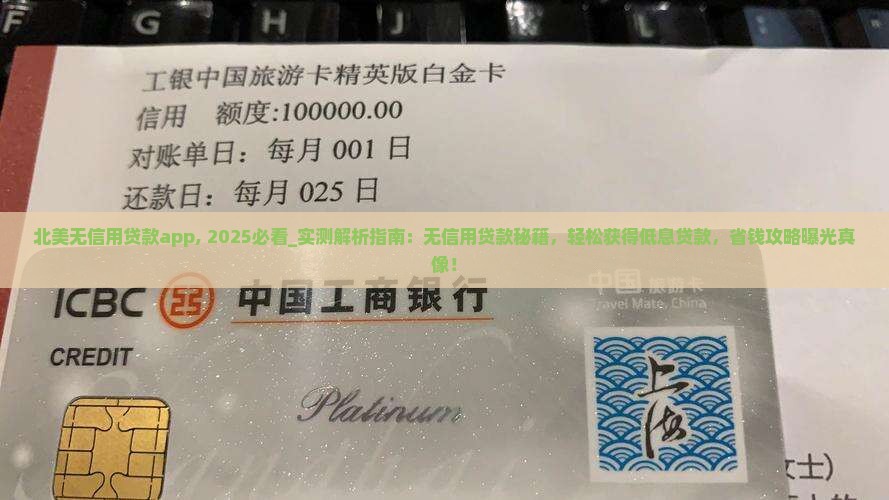 F G H J L
工银中国旅游卡精英版白金卡
信用 额度:100000.00
对账单日：每月 001 日
还款日：每月 025 日
北美无信用贷款app, 2025必看_实测解析指南：无信用贷款秘籍，轻松获得低息贷款，省钱攻略曝光真
像！
中国 旅游卡
Travel Mate, China
ICBC 中国工商银行
CREDIT
Platinum
上海
女士)